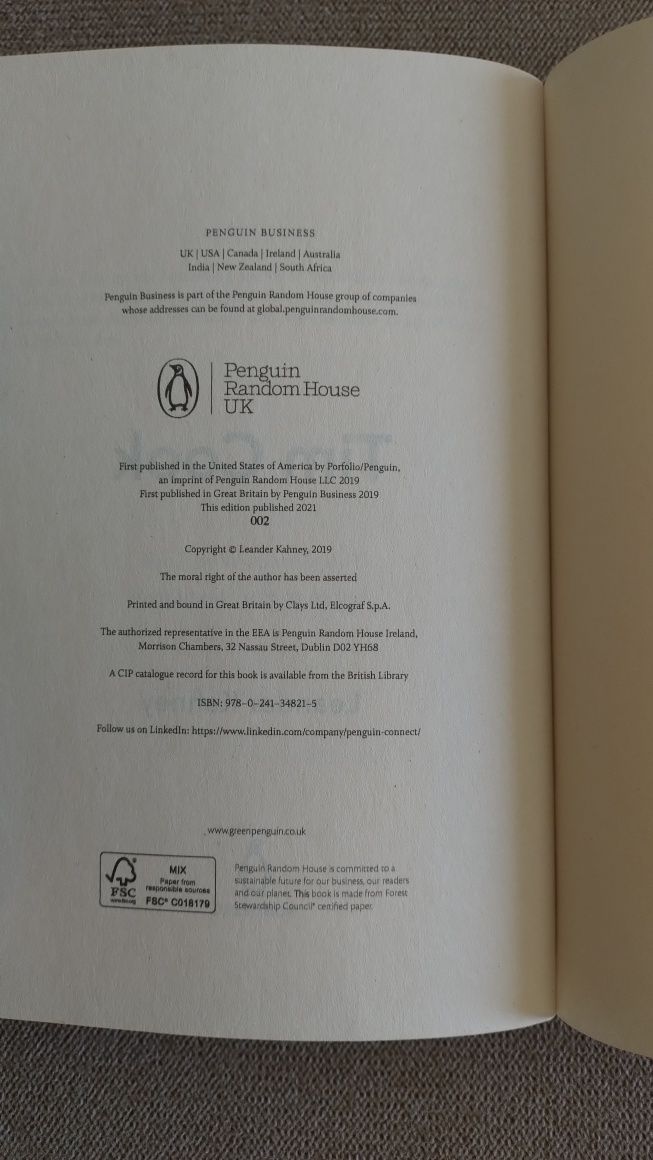 PENGUIN BUSINESS
UK | USA | Canada | Ireland | Australia
India | New Zealand | South Africa
Penguin Business is part of the Penguin Random House group of companies
whose addresses can be found at global.penguinrandomhouse.com.
Penguin
Random House
UK
First published in the United States of America by Porfolio/Penguin,
an imprint of Penguin Random House LLC 2019
First published in Great Britain by Penguin Business 2019
This edition published 2021
002
Copyright © Leander Kahney, 2019
The moral right of the author has been asserted
Printed and bound in Great Britain by Clays Ltd, Elcograf S.p.A.
The authorized representative in the EEA is Penguin Random House Ireland,
Morrison Chambers, 32 Nassau Street, Dublin D02 YH68
A CIP catalogue record for this book is available from the British Library
ISBN: 978–0–241–34821–5
Follow us on LinkedIn: https://www.linkedin.com/company/penguin-connect/
www.greenpenguin.co.uk
FSC
www.fsc.org
MIX
Paper from
responsible sources
FSC® C018179
Penguin Random House is committed to a
sustainable future for our business, our readers
and our planet. This book is made from Forest
Stewardship Council® certified paper.